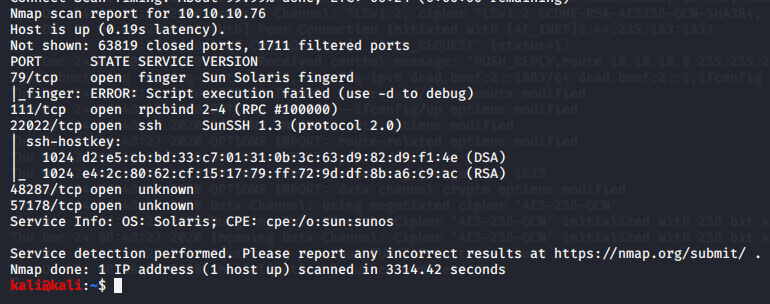 Nmap scan report for 10.10.10.76
Host is up (0.19s latency).
Not shown: 63819 closed ports, 1711 filtered ports
PORT      STATE SERVICE VERSION
79/tcp    open  finger  Sun Solaris fingerd
|_finger: ERROR: Script execution failed (use -d to debug)
111/tcp   open  rpcbind 2-4 (RPC #100000)
22022/tcp open  ssh     SunSSH 1.3 (protocol 2.0)
| ssh-hostkey:
|   1024 d2:e5:cb:bd:33:c7:01:31:0b:3c:63:d9:82:d9:f1:4e (DSA)
|_  1024 e4:2c:80:62:cf:15:17:79:ff:72:9d:df:8b:a6:c9:ac (RSA)
48287/tcp open  unknown
57178/tcp open  unknown
Service Info: OS: Solaris; CPE: cpe:/o:sun:sunos
Service detection performed. Please report any incorrect results at https://nmap.org/submit/ .
Nmap done: 1 IP address (1 host up) scanned in 3314.42 seconds
kali@kali:~$